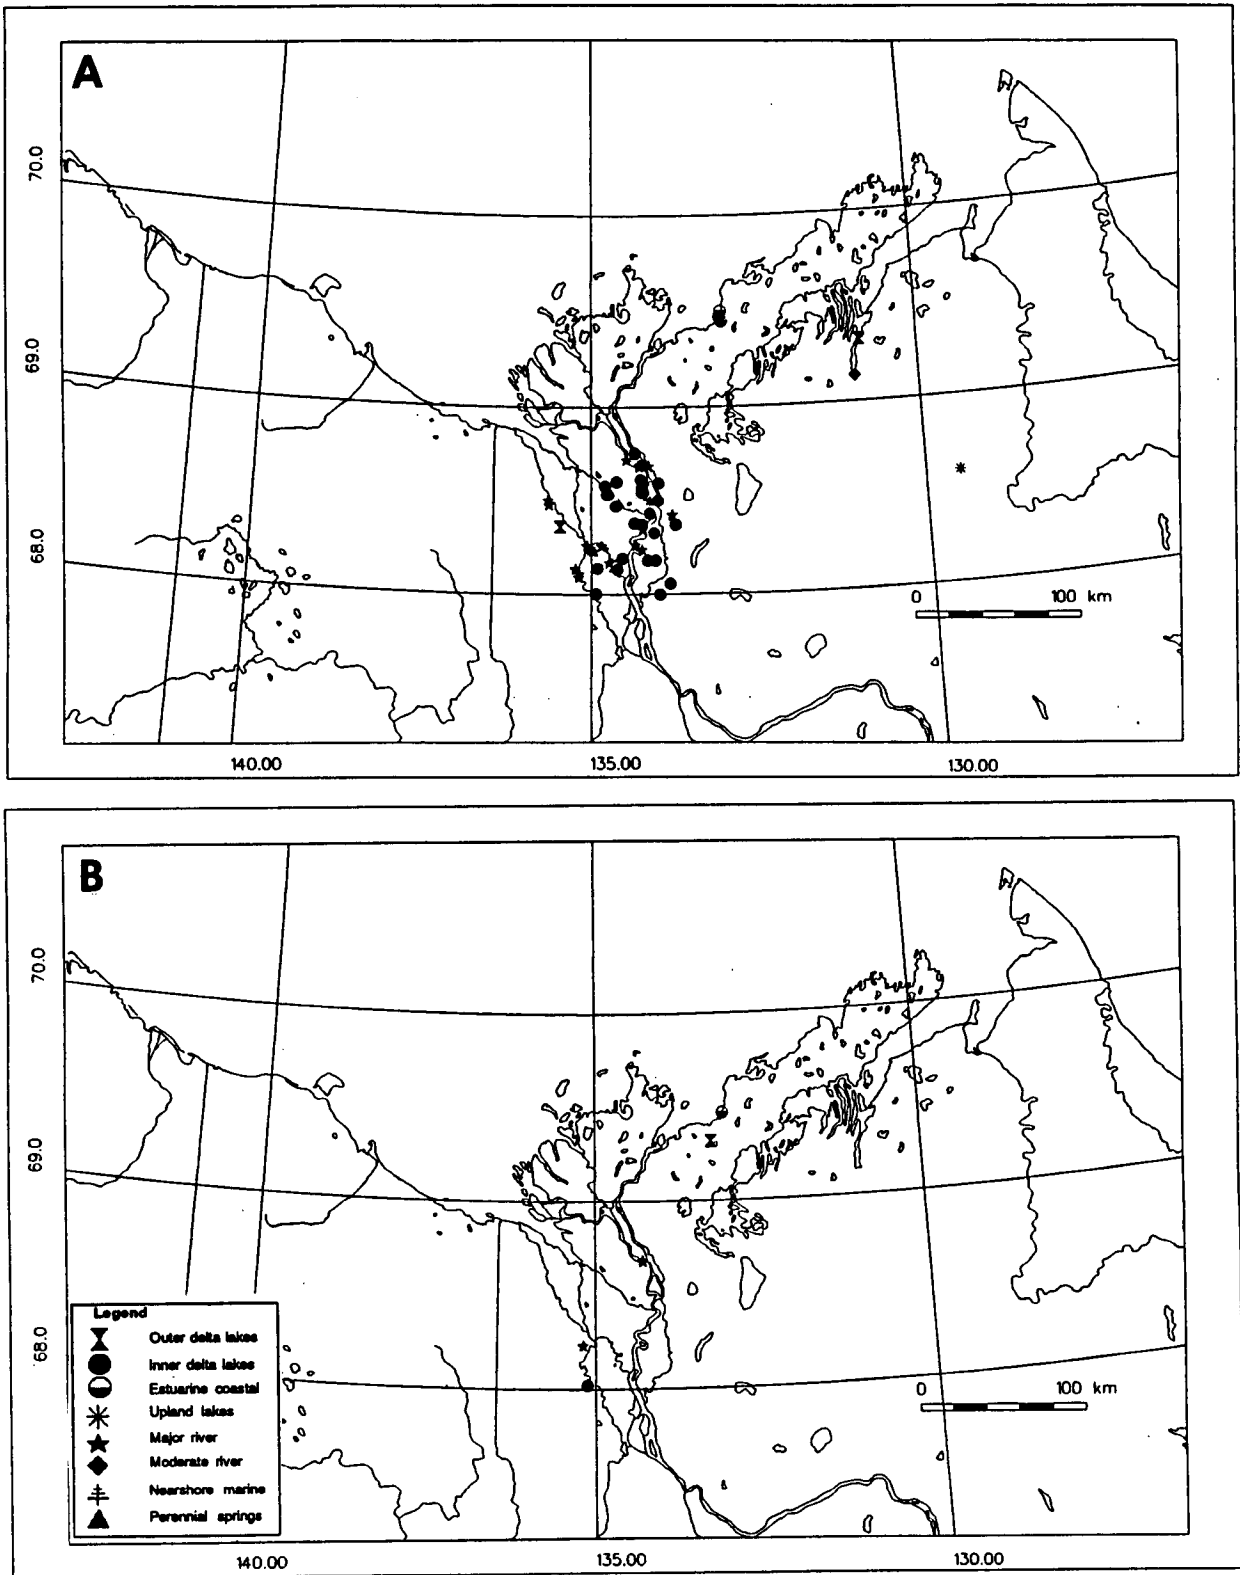 A
70.0
69.0
68.0
0 100 km
140.00 135.00 130.00
B
70.0
69.0
68.0
Legend
Outer delta lakes
Inner delta lakes
Estuarine coastal
Upland lakes
Major river
Moderate river
Nearshore marine
Perennial springs
0 100 km
140.00 135.00 130.00